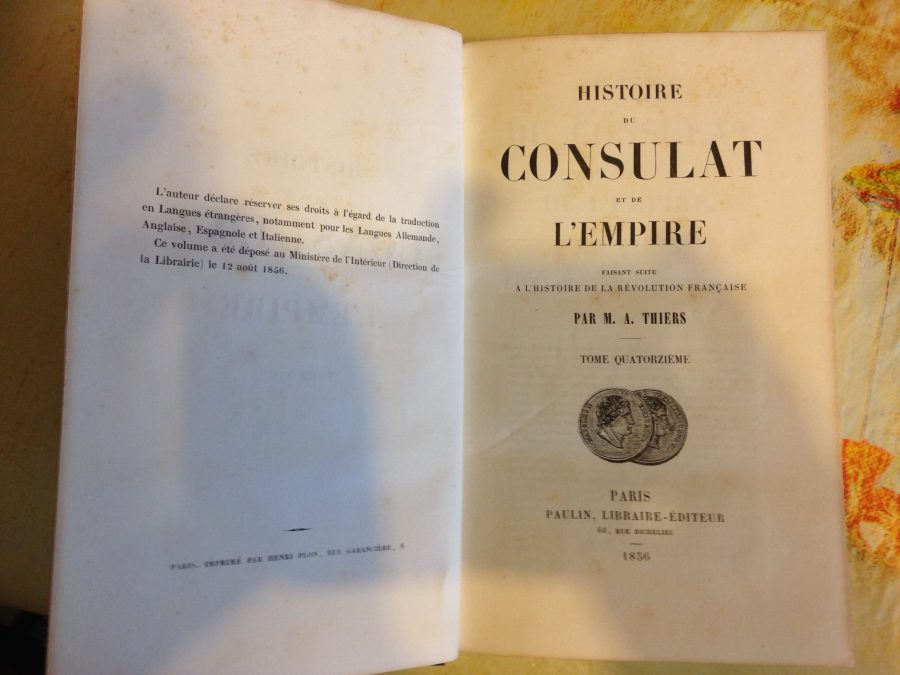 L'auteur déclare réserver ses droits à l'égard de la traduction
en Langues étrangères, notamment pour les Langues Allemande,
Anglaise, Espagnole et Italienne.
Ce volume a été déposé au Ministère de l'Intérieur (Direction de
la Librairie) le 12 août 1856.
PARIS. IMPRIMÉ PAR HENRI PLON, RUE GARANCIÈRE, 8
HISTOIRE
DU
CONSULAT
ET DE
L'EMPIRE
FAISANT SUITE
A L'HISTOIRE DE LA RÉVOLUTION FRANÇAISE
PAR M. A. THIERS
TOME QUATORZIÈME
PARIS
PAULIN, LIBRAIRE-ÉDITEUR
60, RUE RICHELIEU
1856